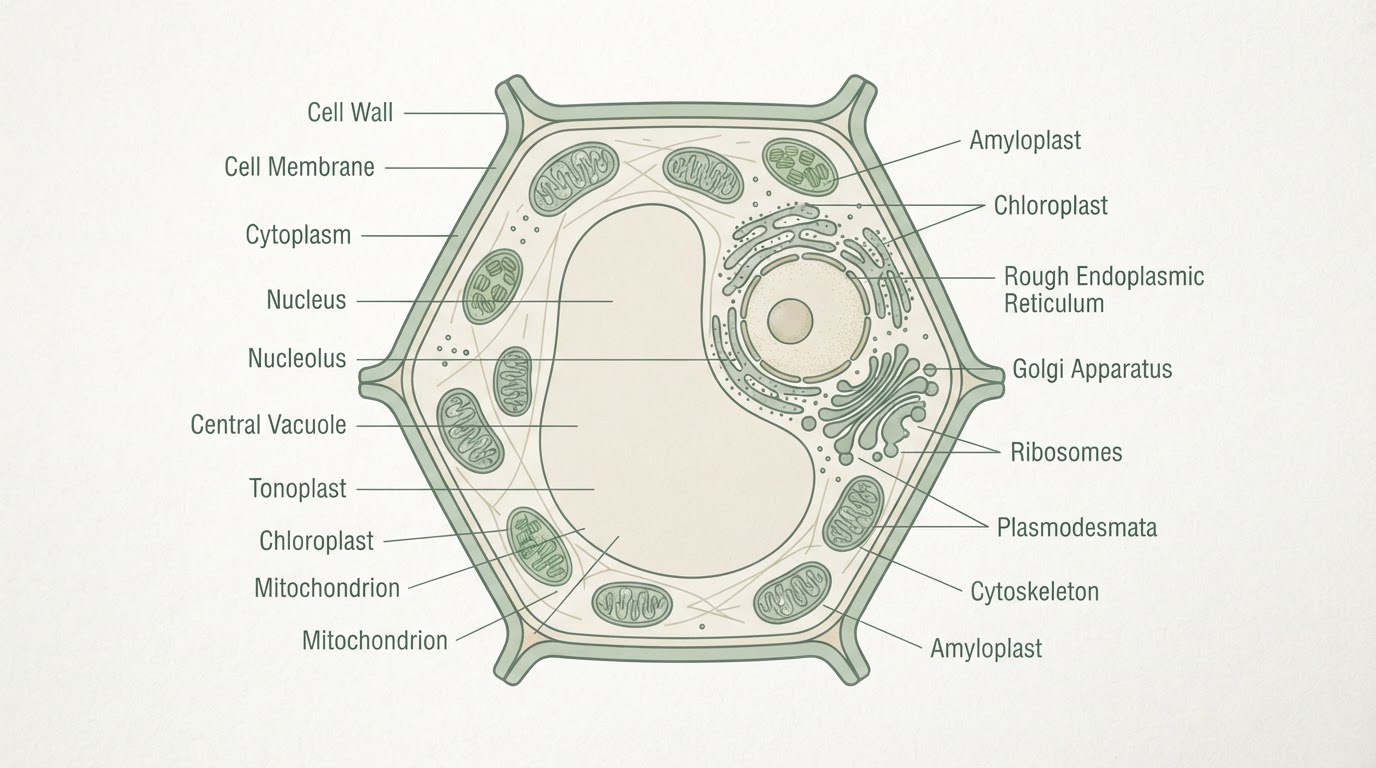 Cell Wall
Cell Membrane
Cytoplasm
Nucleus
Nucleolus
Central Vacuole
Tonoplast
Chloroplast
Mitochondrion
Mitochondrion
Amyloplast
Chloroplast
Rough Endoplasmic
Reticulum
Golgi Apparatus
Ribosomes
Plasmodesmata
Cytoskeleton
Amyloplast